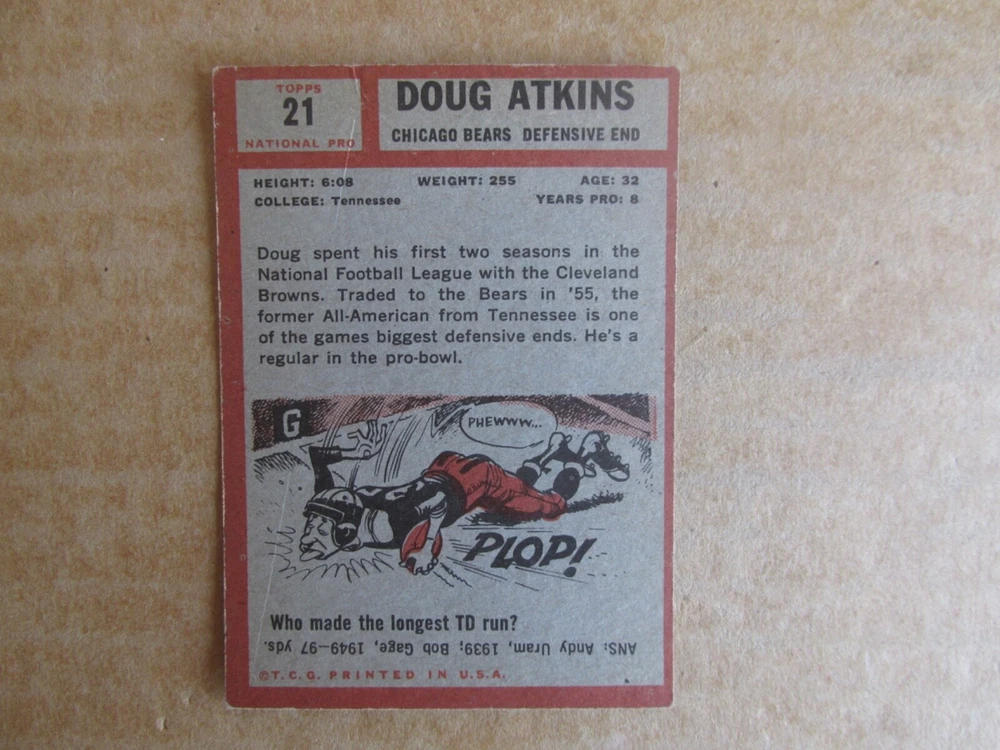 TOPPS
21
NATIONAL PRO
DOUG ATKINS
CHICAGO BEARS DEFENSIVE END
HEIGHT: 6:08 WEIGHT: 255 AGE: 32
COLLEGE: Tennessee YEARS PRO: 8
Doug spent his first two seasons in the
National Football League with the Cleveland
Browns. Traded to the Bears in '55, the
former All-American from Tennessee is one
of the games biggest defensive ends. He's a
regular in the pro-bowl.
G
PHEWWW...
PLOP!
Who made the longest TD run?
ANS: Andy Uram, 1939; Bob Gage, 1949—97 yds.
©T.C.G. PRINTED IN U.S.A.